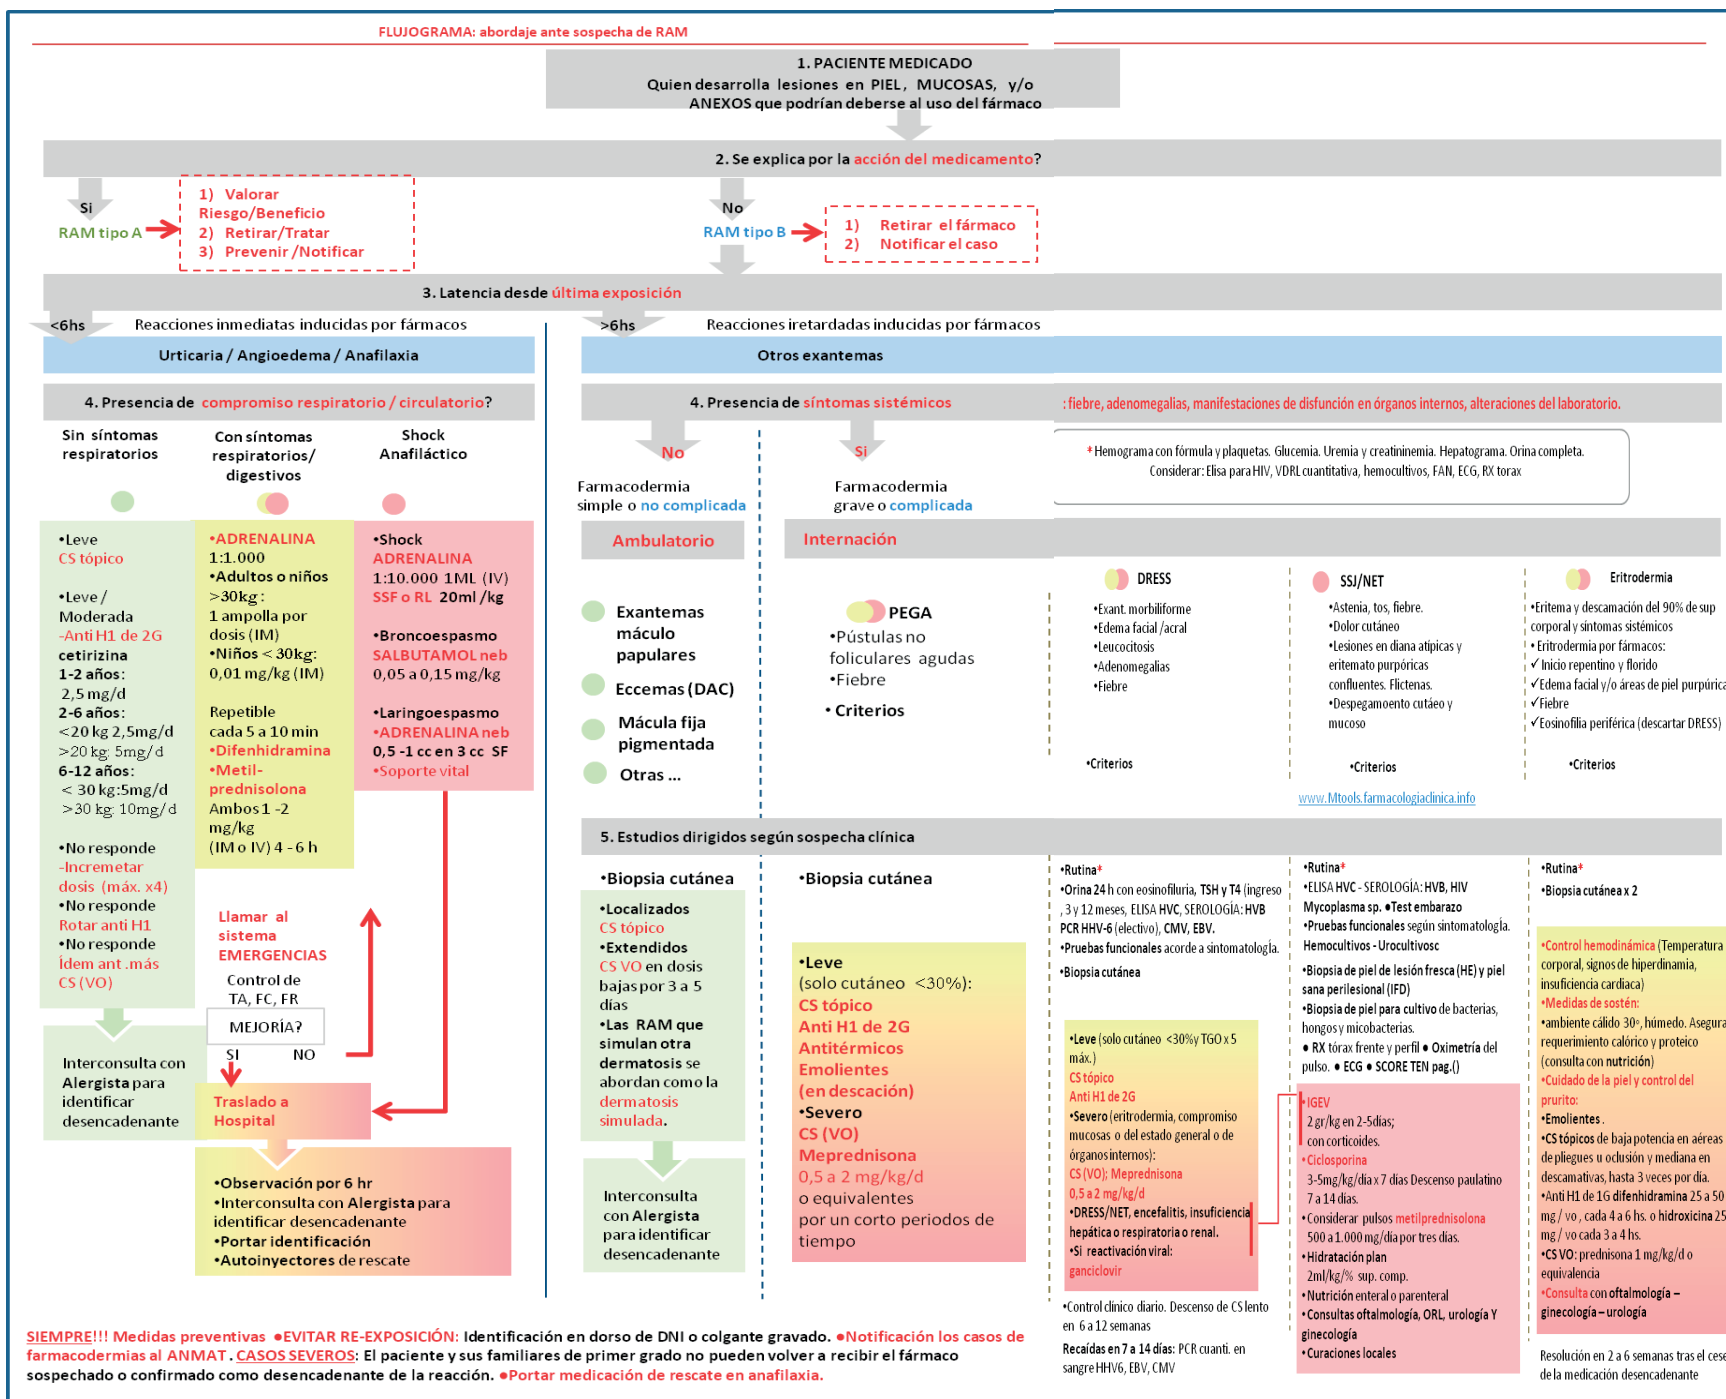 FLUJOGRAMA: abordaje ante sospecha de RAM
1. PACIENTE MEDICADO
Quien desarrolla lesiones en PIEL, MUCOSAS, y/o
ANEXOS que podrían deberse al uso del fármaco
2. Se explica por la acción del medicamento?
Si
RAM tipo A
1) Valorar
Riesgo/Beneficio
2) Retirar/Tratar
3) Prevenir/Notificar
No
RAM tipo B
1) Retirar el fármaco
2) Notificar el caso
3. Latencia desde última exposición
<6hs
Reacciones inmediatas inducidas por fármacos
>6hs
Reacciones iretardadas inducidas por fármacos
Urticaria / Angioedema / Anafilaxia
Otros exantemas
4. Presencia de compromiso respiratorio / circulatorio?
4. Presencia de síntomas sistémicos
: fiebre, adenomegalias, manifestaciones de disfunción en órganos internos, alteraciones del laboratorio.
Sin síntomas
respiratorios
Con síntomas
respiratorios/
digestivos
Shock
Anafiláctico
•Leve
CS tópico
•Leve /
Moderada
-Anti H1 de 2G
cetirizina
1-2 años:
2,5 mg/d
2-6 años:
<20 kg 2,5mg/d
>20 kg: 5mg/d
6-12 años:
< 30 kg:5mg/d
>30 kg: 10mg/d
•No responde
-Incremetar
dosis (máx. x4)
•No responde
Rotar anti H1
•No responde
Ídem ant .más
CS (VO)
•ADRENALINA
1:1.000
•Adultos o niños
>30kg:
1 ampolla por
dosis (IM)
•Niños < 30kg:
0,01 mg/kg (IM)
Repetible
cada 5 a 10 min
•Difenhidramina
•Metil-
prednisolona
Ambos 1 -2
mg/kg
(IM o IV) 4 - 6 h
•Shock
ADRENALINA
1:10.000 1ML (IV)
SSF o RL 20ml/kg
•Broncoespasmo
SALBUTAMOL neb
0,05 a 0,15 mg/kg
•Laringoespasmo
•ADRENALINA neb
0,5 -1 cc en 3 cc SF
•Soporte vital
Llamar al
sistema
EMERGENCIAS
Control de
TA, FC, FR
MEJORÍA?
SI NO
Interconsulta con
Alergista para
identificar
desencadenante
Traslado a
Hospital
•Observación por 6 hr
•Interconsulta con Alergista para
identificar desencadenante
•Portar identificación
•Autoinyectores de rescate
No
Si
Farmacodermia
simple o no complicada
Farmacodermia
grave o complicada
* Hemograma con fórmula y plaquetas. Glucemia. Uremia y creatininemia. Hepatograma. Orina completa.
Considerar: Elisa para HIV, VDRL cuantitativa, hemocultivos, FAN, ECG, RX torax
Ambulatorio
Internación
Exantemas
máculo
papulares
Eccemas (DAC)
Mácula fija
pigmentada
Otras ...
PEGA
•Pústulas no
foliculares agudas
•Fiebre
• Criterios
DRESS
•Exant. morbiliforme
•Edema facial /acral
•Leucocitosis
•Adenomegalias
•Fiebre
•Criterios
SSJ/NET
•Astenia, tos, fiebre.
•Dolor cutáneo
•Lesiones en diana atípicas y
eritemato purpóricas
confluentes. Flictenas.
•Despegamoento cutáeo y
mucoso
•Criterios
www.Mtools.farmacologiaclinica.info
Eritrodermia
•Eritema y descamación del 90% de sup
corporal y síntomas sistémicos
• Eritrodermia por fármacos:
✓Inicio repentino y florido
✓Edema facial y/o áreas de piel purpúrica
✓Fiebre
✓Eosinofilia periférica (descartar DRESS)
•Criterios
5. Estudios dirigidos según sospecha clínica
•Biopsia cutánea
•Localizados
CS tópico
•Extendidos
CS VO en dosis
bajas por 3 a 5
días
•Las RAM que
simulan otra
dermatosis se
abordan como la
dermatosis
simulada.
Interconsulta
con Alergista
para identificar
desencadenante
•Biopsia cutánea
•Leve
(solo cutáneo <30%):
CS tópico
Anti H1 de 2G
Antitérmicos
Emolientes
(en descación)
•Severo
CS (VO)
Meprednisona
0,5 a 2 mg/kg/d
o equivalentes
por un corto periodos de
tiempo
•Rutina*
•Orina 24 h con eosinofiluria, TSH y T4 (ingreso
, 3 y 12 meses, ELISA HVC, SEROLOGÍA: HVB
PCR HHV-6 (electivo), CMV, EBV.
•Pruebas funcionales acorde a sintomatología.
•Biopsia cutánea
•Leve (solo cutáneo <30%y TGO x 5
máx.)
CS tópico
Anti H1 de 2G
•Severo (eritrodermia, compromiso
mucosas o del estado general o de
órganos internos):
CS (VO); Meprednisona
0,5 a 2 mg/kg/d
•DRESS/NET, encefalitis, insuficiencia
hepática o respiratoria o renal.
•Si reactivación viral:
ganciclovir
•Control clínico diario. Descenso de CS lento
en 6 a 12 semanas
Recaídas en 7 a 14 días: PCR cuanti. en
sangre HHV6, EBV, CMV
•Rutina*
•ELISA HVC - SEROLOGÍA: HVB, HIV
Mycoplasma sp. ●Test embarazo
•Pruebas funcionales según sintomatología.
Hemocultivos - Urocultivosc
•Biopsia de piel de lesión fresca (HE) y piel
sana perilesional (IFD)
•Biopsia de piel para cultivo de bacterias,
hongos y micobacterias.
● RX tórax frente y perfil ● Oximetría del
pulso. ● ECG ● SCORE TEN pag.()
•IGEV
2 gr/kg en 2-5días;
con corticoides.
•Ciclosporina
3-5mg/kg/dia x 7 dias Descenso paulatino
7 a 14 días.
•Considerar pulsos metilprednisolona
500 a 1.000 mg/día por tres días.
•Hidratación plan
2ml/kg/% sup. comp.
•Nutrición enteral o parenteral
•Consultas oftalmología, ORL, urología Y
ginecología
•Curaciones locales
•Rutina*
•Biopsia cutánea x 2
•Control hemodinámica (Temperatura
corporal, signos de hiperdinamia,
insuficiencia cardiaca)
•Medidas de sostén:
•ambiente cálido 30º, húmedo. Asegura
requerimiento calórico y proteico
(consulta con nutrición)
•Cuidado de la piel y control del
prurito:
•Emolientes .
•CS tópicos de baja potencia en aéreas
de pliegues u oclusión y mediana en
descamativas, hasta 3 veces por día.
•Anti H1 de 1G difenhidramina 25 a 50
mg / vo , cada 4 a 6 hs. o hidroxicina 25
mg / vo cada 3 a 4 hs.
•CS VO: prednisona 1 mg/kg/d o
equivalencia
•Consulta con oftalmología –
ginecología – urología
Resolución en 2 a 6 semanas tras el cese
de la medicación desencadenante
SIEMPRE!!! Medidas preventivas ●EVITAR RE-EXPOSICIÓN: Identificación en dorso de DNI o colgante gravado. ●Notificación los casos de
farmacodermias al ANMAT. CASOS SEVEROS: El paciente y sus familiares de primer grado no pueden volver a recibir el fármaco
sospechado o confirmado como desencadenante de la reacción. ●Portar medicación de rescate en anafilaxia.